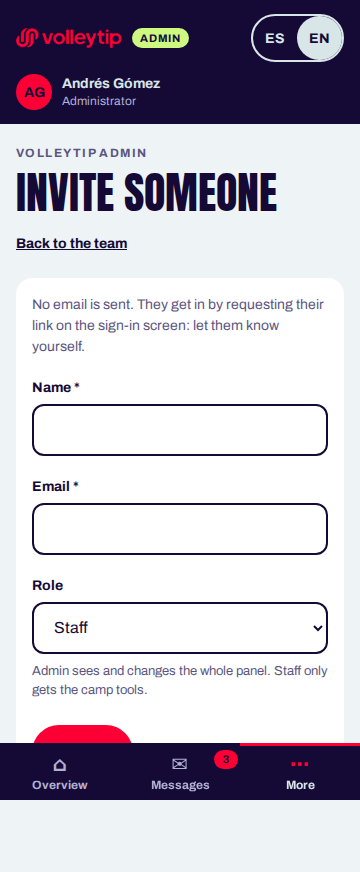 volleytip ADMIN ES EN
AG Andrés Gómez
Administrator
VOLLEYTIP ADMIN
INVITE SOMEONE
Back to the team
No email is sent. They get in by requesting their
link on the sign-in screen: let them know
yourself.
Name *
Email *
Role
Staff
Admin sees and changes the whole panel. Staff only
gets the camp tools.
3
Overview Messages More